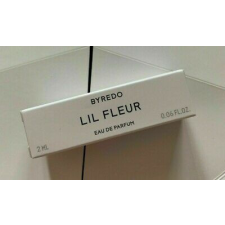 BYREDO
LIL FLEUR
EAU DE PARFUM
2 ML
0.06 FL.OZ.